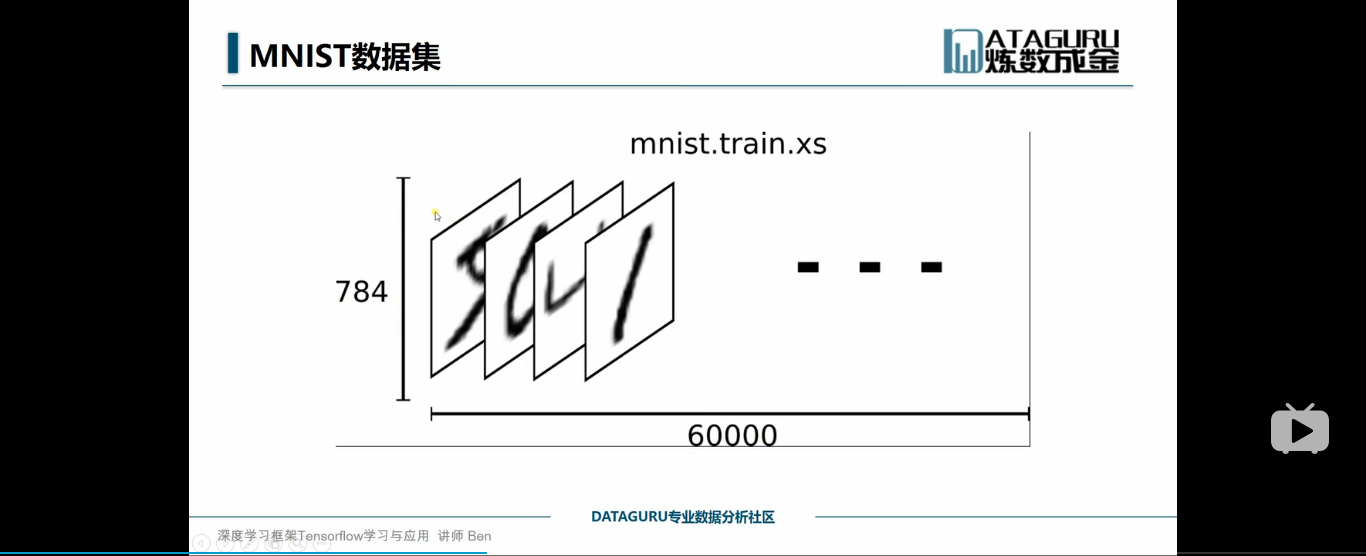 MNIST数据集
DATAGURU
炼数成金
mnist.train.xs
784
60000
DATAGURU专业数据分析社区
深度学习框架Tensorflow学习与应用 讲师 Ben